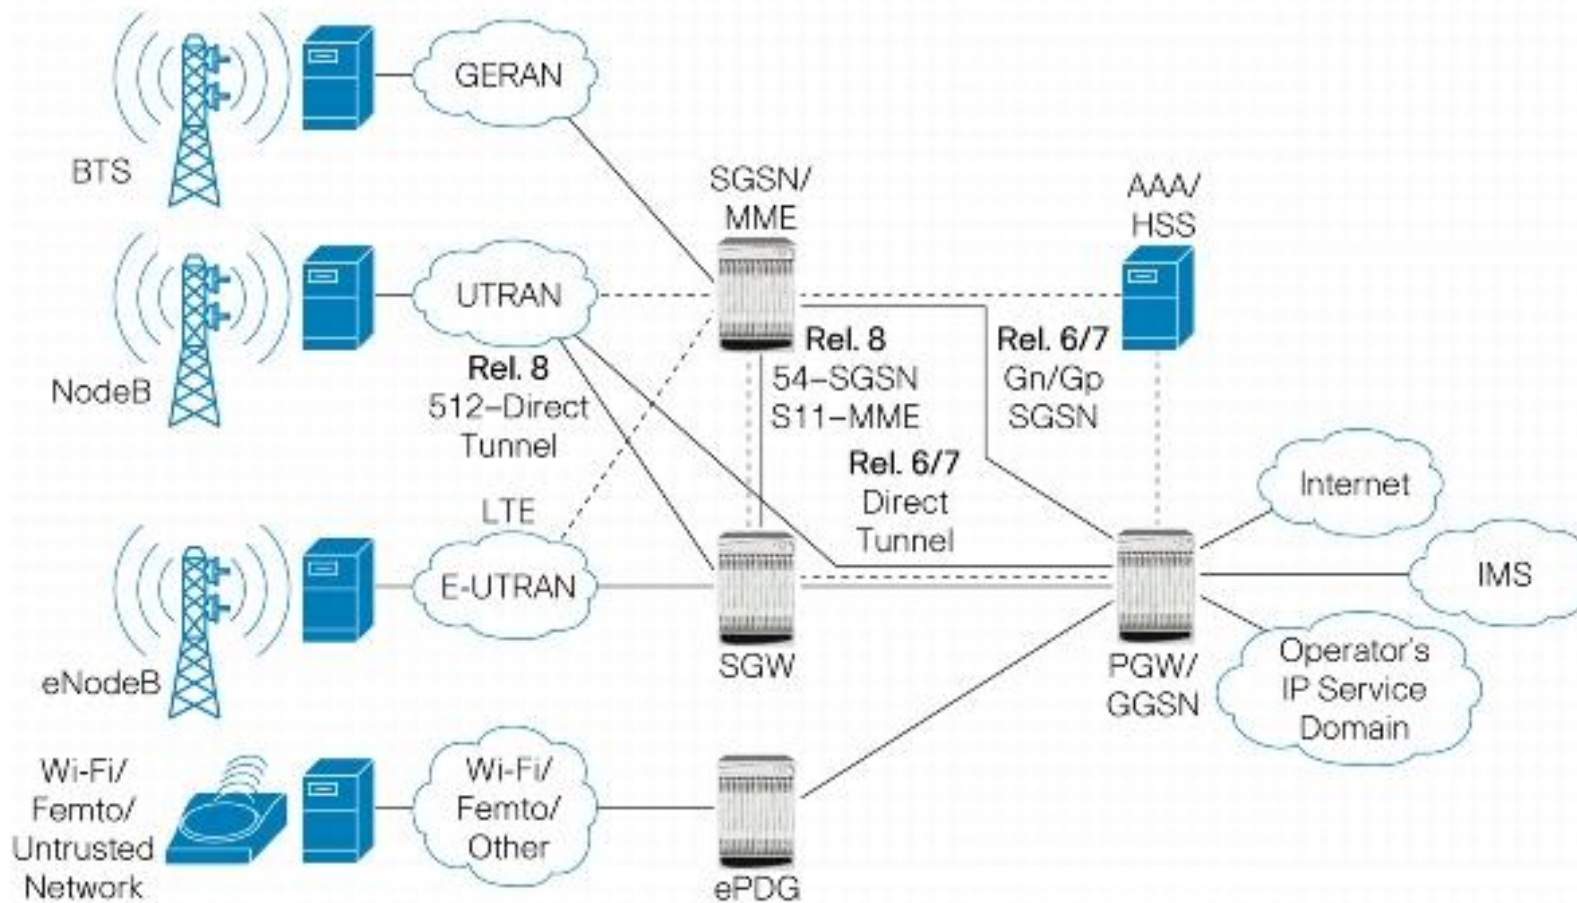 GERAN
BTS
SGSN/
MME
AAA/
HSS
UTRAN
NodeB
Rel. 8
512–Direct
Tunnel
Rel. 8
54–SGSN
S11–MME
Rel. 6/7
Gn/Gp
SGSN
Rel. 6/7
Direct
Tunnel
Internet
LTE
E-UTRAN
IMS
eNodeB
SGW
PGW/
GGSN
Operator's
IP Service
Domain
Wi-Fi/
Femto/
Untrusted
Network
Wi-Fi/
Femto/
Other
ePDG